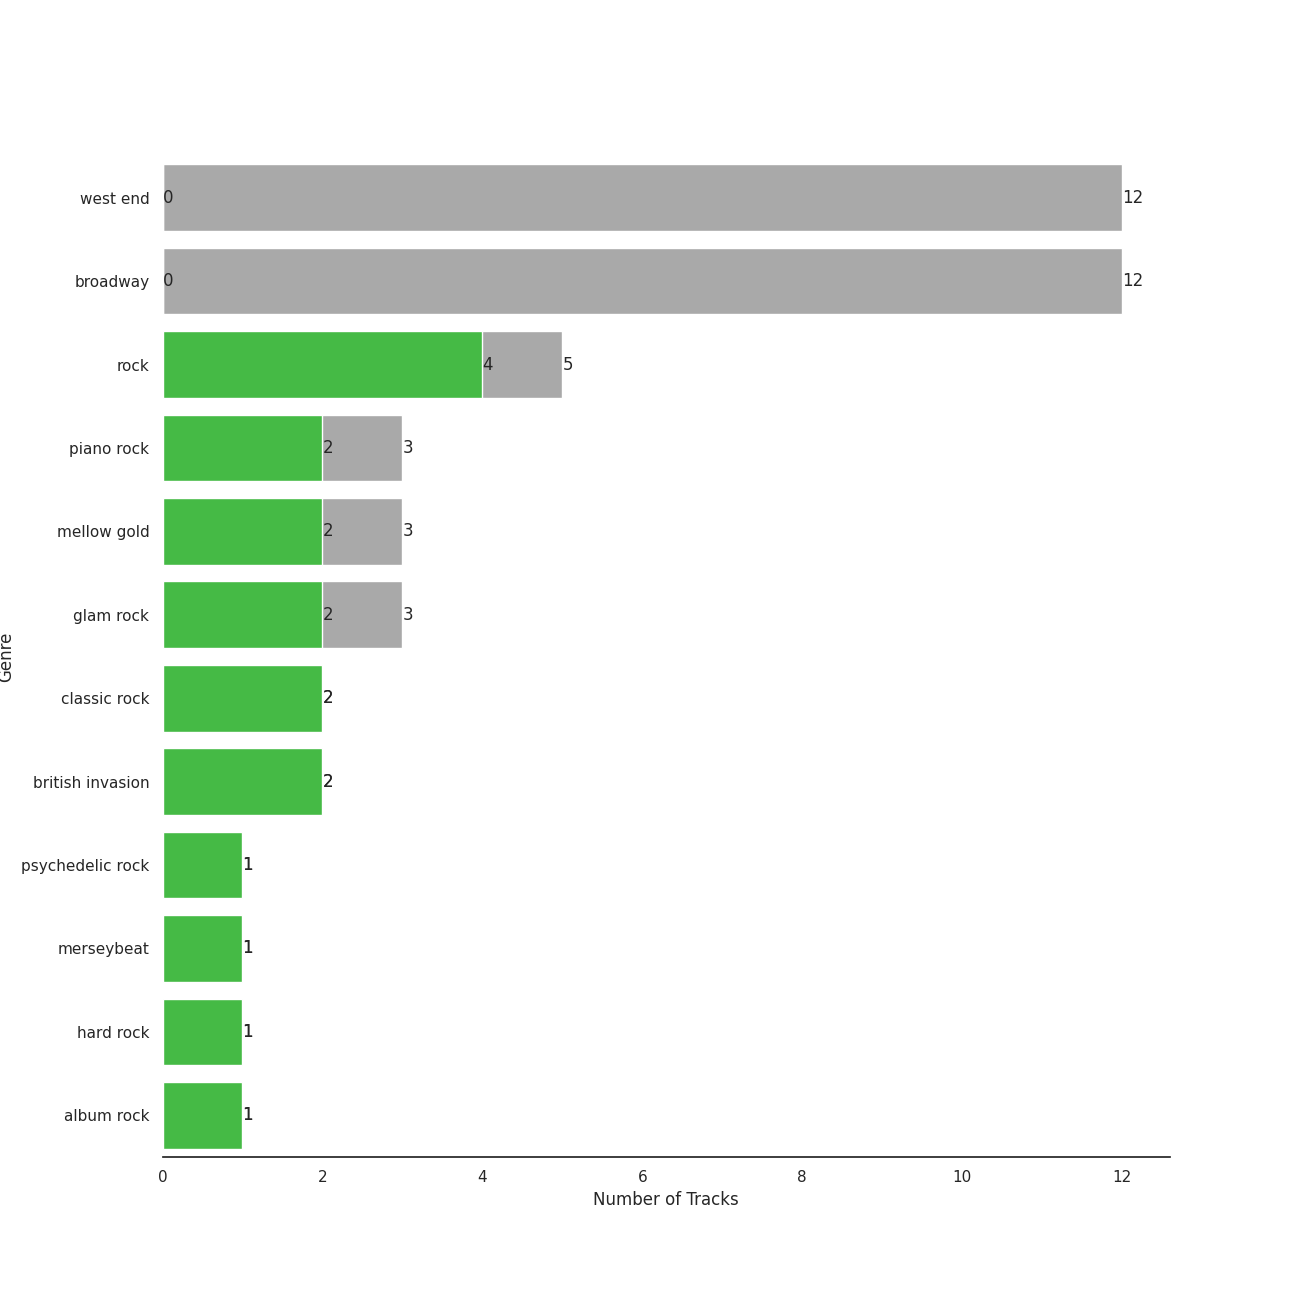 west end 0 12
broadway 0 12
rock 4 5
piano rock 2 3
mellow gold 2 3
glam rock 2 3
Genre
classic rock 2
british invasion 2
psychedelic rock 1
merseybeat 1
hard rock 1
album rock 1
0 2 4 6 8 10 12
Number of Tracks